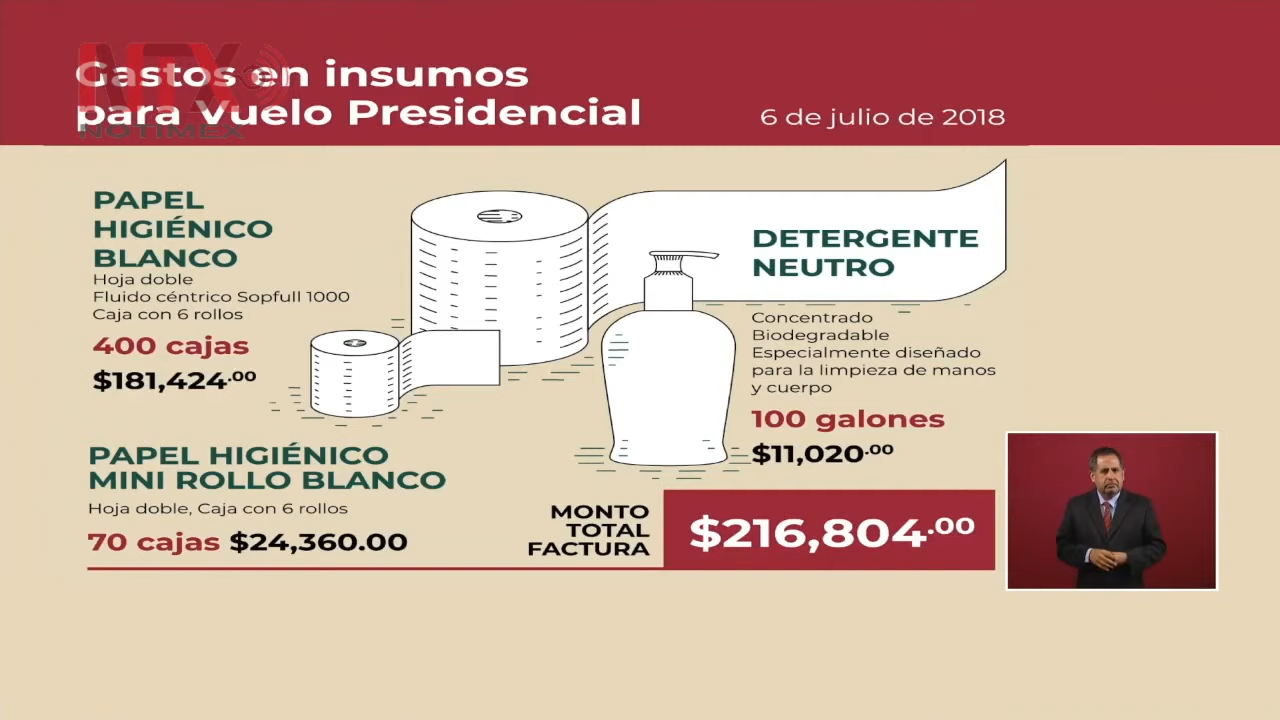 NTX
NOTIMEX
Gastos en insumos
para Vuelo Presidencial
6 de julio de 2018
PAPEL
HIGIÉNICO
BLANCO
Hoja doble
Fluido céntrico Sopfull 1000
Caja con 6 rollos
400 cajas
$181,424.00
DETERGENTE
NEUTRO
Concentrado
Biodegradable
Especialmente diseñado
para la limpieza de manos
y cuerpo
100 galones
$11,020.00
PAPEL HIGIÉNICO
MINI ROLLO BLANCO
Hoja doble, Caja con 6 rollos
70 cajas $24,360.00
MONTO
TOTAL
FACTURA
$216,804.00